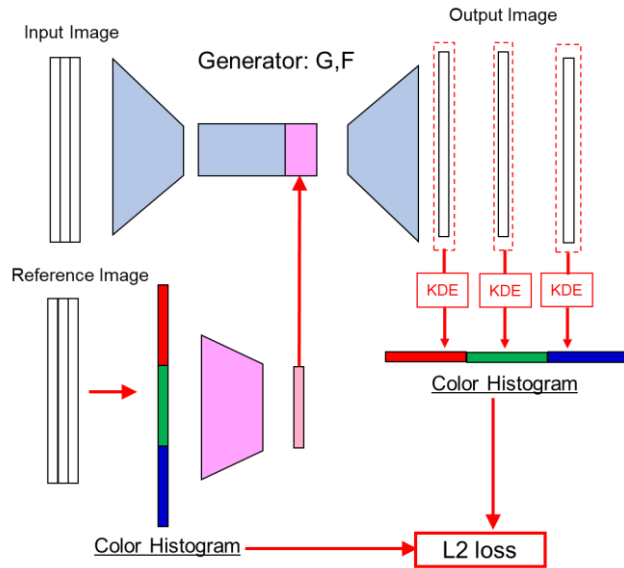 Input Image
Output Image
Generator: G,F
Reference Image
KDE
KDE
KDE
Color Histogram
Color Histogram
L2 loss